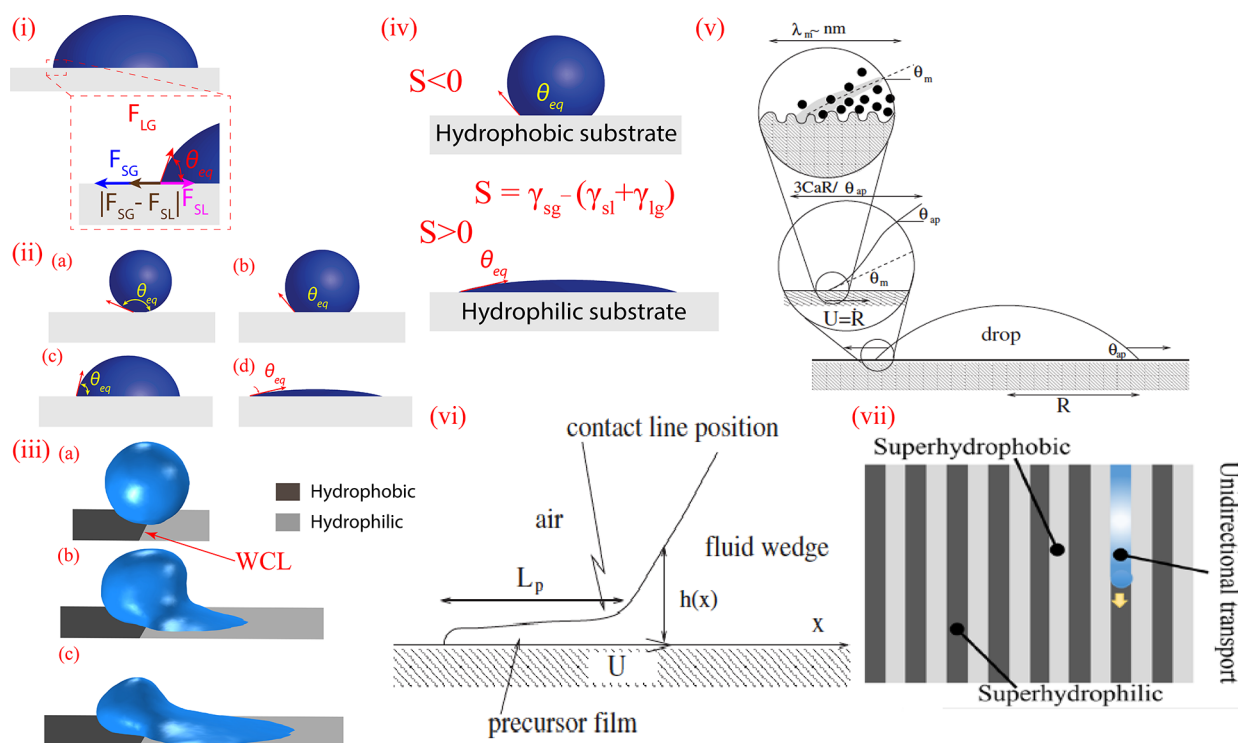 (i)
F_LG
F_SG
θ_eq
|F_SG - F_SL|
F_SL
(ii)
(a)
θ_eq
(b)
θ_eq
(c)
θ_eq
(d)
θ_eq
(iii)
(a)
Hydrophobic
Hydrophilic
WCL
(b)
(c)
(iv)
S<0
θ_eq
Hydrophobic substrate
S = γ_sg - (γ_sl+γ_lg)
S>0
θ_eq
Hydrophilic substrate
(v)
λ_m ~ nm
θ_m
3CaR/ θ_ap
θ_ap
θ_m
U=Ṙ
drop
θ_ap
R
(vi)
contact line position
air
fluid wedge
L_p
h(x)
x
U
precursor film
(vii)
Superhydrophobic
Unidirectional
transport
Superhydrophilic